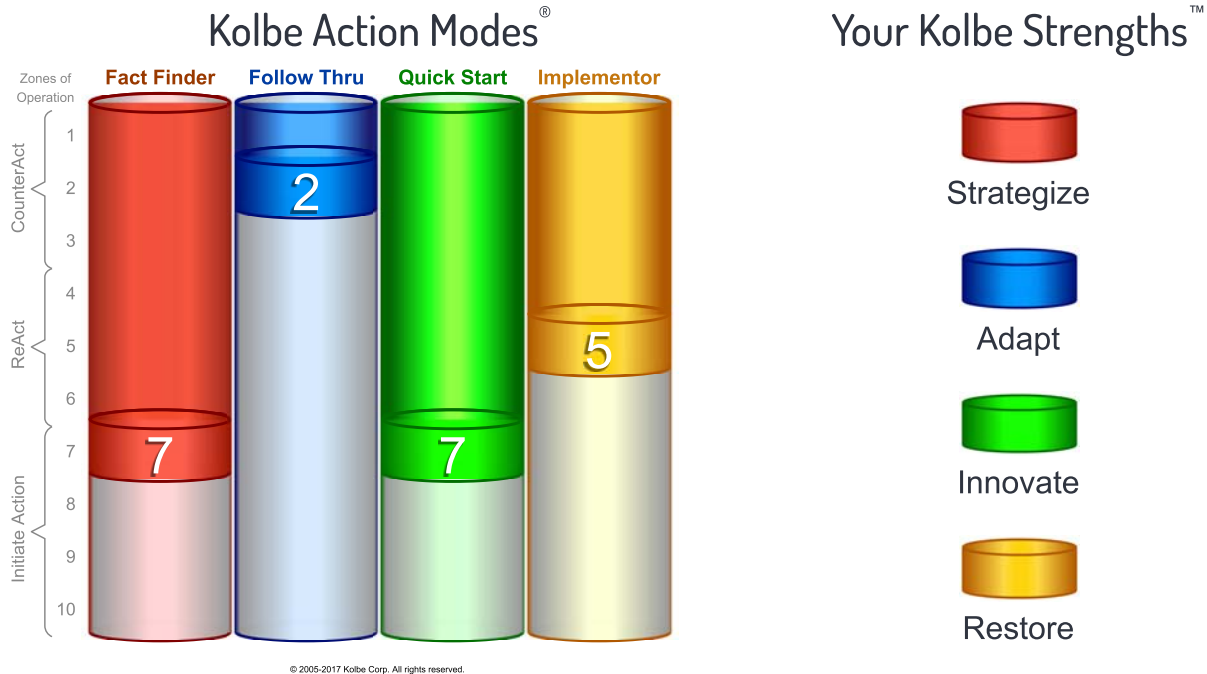 Kolbe Action Modes®
Your Kolbe Strengths™
Zones of
Operation
Fact Finder
Follow Thru
Quick Start
Implementor
CounterAct
ReAct
Initiate Action
1
2
3
4
5
6
7
8
9
10
7
2
7
5
Strategize
Adapt
Innovate
Restore
© 2005-2017 Kolbe Corp. All rights reserved.